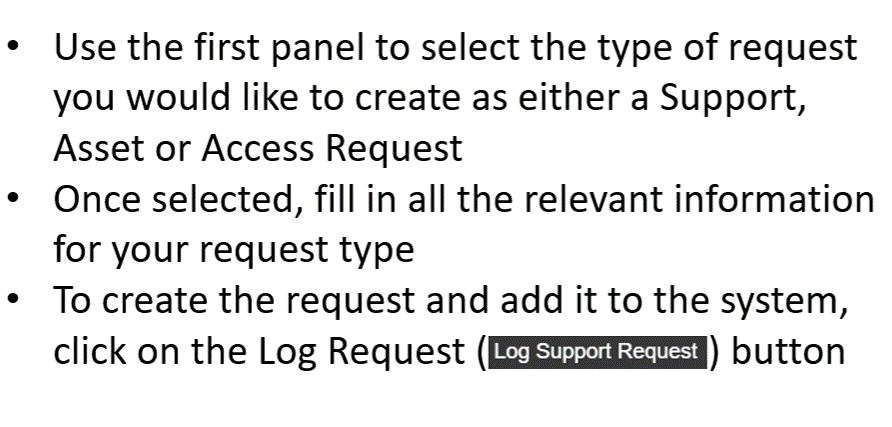 • Use the first panel to select the type of request
you would like to create as either a Support,
Asset or Access Request
• Once selected, fill in all the relevant information
for your request type
• To create the request and add it to the system,
click on the Log Request (Log Support Request) button